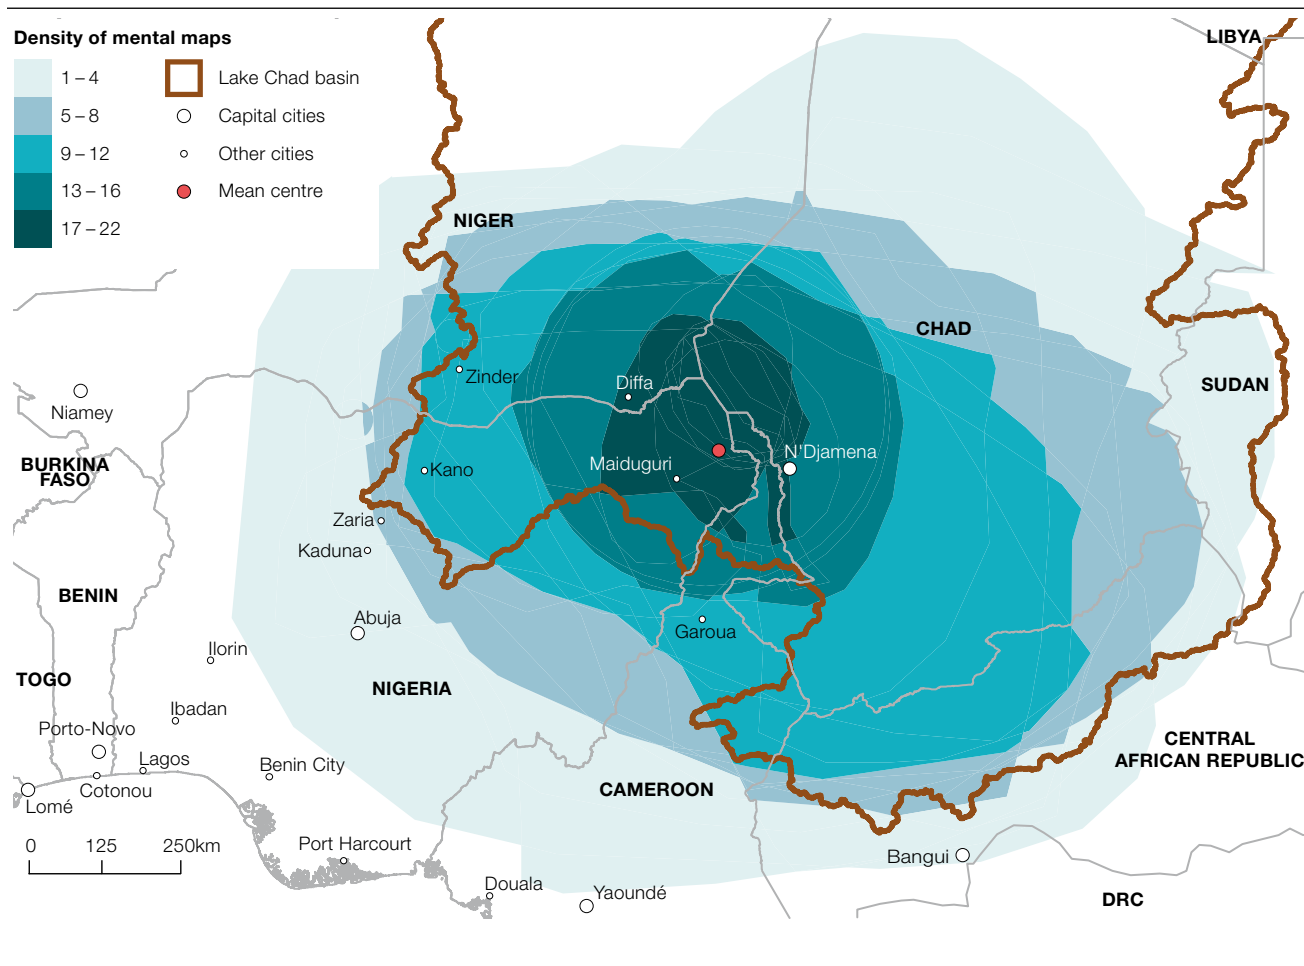 Density of mental maps
1 – 4
5 – 8
9 – 12
13 – 16
17 – 22
Lake Chad basin
Capital cities
Other cities
Mean centre
LIBYA
NIGER
CHAD
SUDAN
Zinder
Diffa
Niamey
BURKINA
FASO
Kano
Maiduguri
N'Djamena
Zaria
Kaduna
BENIN
Abuja
Garoua
Ilorin
TOGO
NIGERIA
Ibadan
Porto-Novo
Lagos
Cotonou
Lomé
Benin City
CAMEROON
CENTRAL
AFRICAN REPUBLIC
0 125 250km
Port Harcourt
Bangui
Douala
Yaoundé
DRC